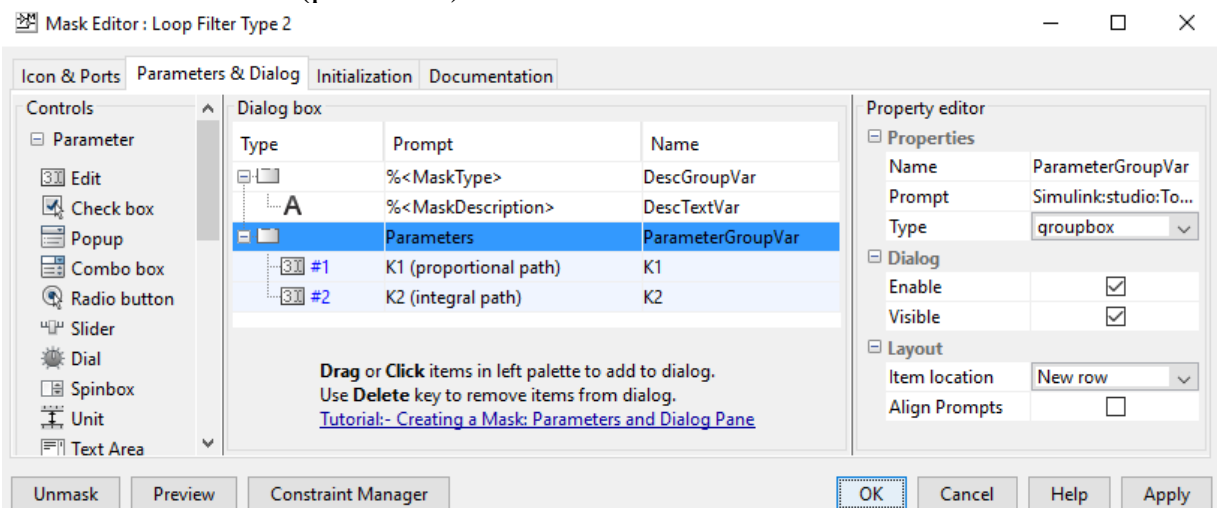 Mask Editor : Loop Filter Type 2
Icon & Ports Parameters & Dialog Initialization Documentation
Controls
Parameter
Edit
Check box
Popup
Combo box
Radio button
Slider
Dial
Spinbox
Unit
Text Area
Dialog box
Type Prompt Name
%<MaskType> DescGroupVar
A %<MaskDescription> DescTextVar
Parameters ParameterGroupVar
#1 K1 (proportional path) K1
#2 K2 (integral path) K2
Drag or Click items in left palette to add to dialog.
Use Delete key to remove items from dialog.
Tutorial:- Creating a Mask: Parameters and Dialog Pane
Property editor
Properties
Name ParameterGroupVar
Prompt Simulink:studio:To...
Type groupbox
Dialog
Enable
Visible
Layout
Item location New row
Align Prompts
Unmask Preview Constraint Manager OK Cancel Help Apply